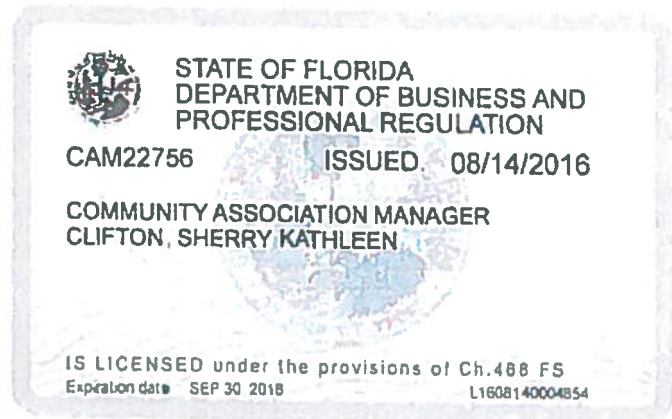 STATE OF FLORIDA
DEPARTMENT OF BUSINESS AND
PROFESSIONAL REGULATION
CAM22756 ISSUED. 08/14/2016
COMMUNITY ASSOCIATION MANAGER
CLIFTON, SHERRY KATHLEEN
IS LICENSED under the provisions of Ch.468 FS
Expiration date SEP 30 2018
L1608140004854